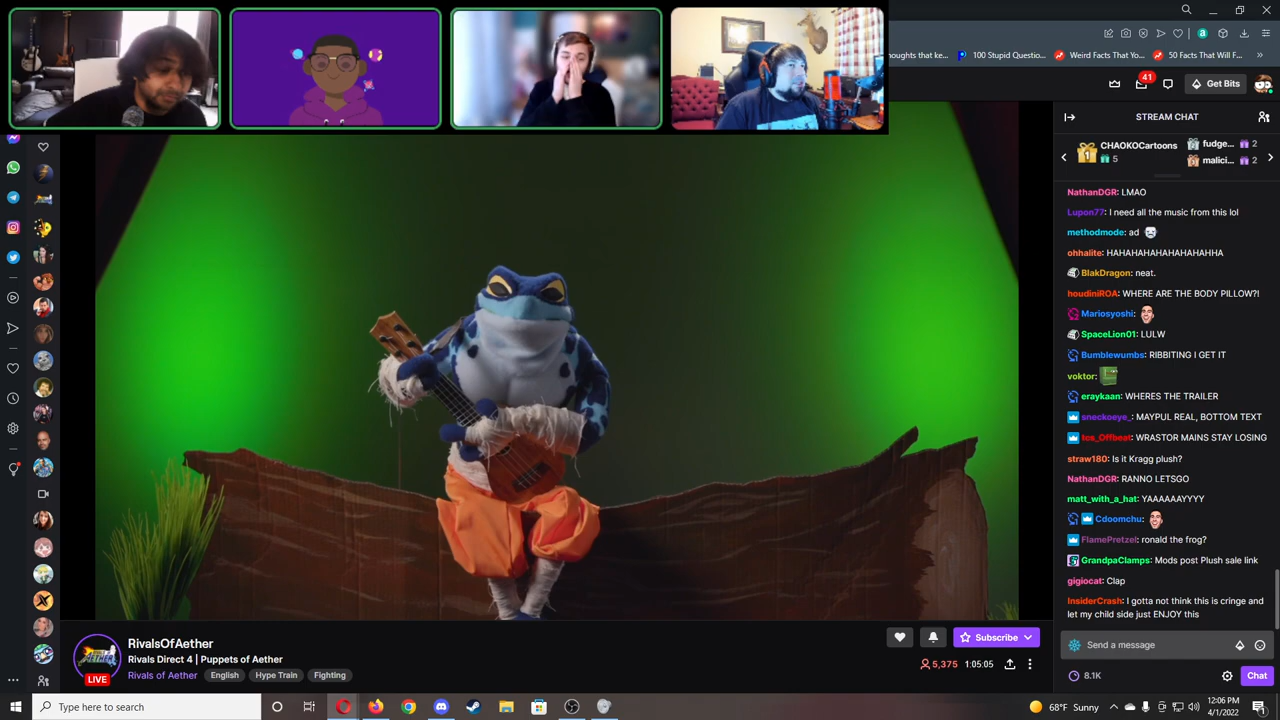 oughts that ke...
100 Stupid Questio...
Weird Facts That Yo...
50 Facts That Will F...
41
Get Bits
STREAM CHAT
CHAOKOCartoons
5
fudge... 2
malici... 2
NathanDGR: LMAO
Lupon77: I need all the music from this lol
methodmode: ad
ohhalite: HAHAHAHAHAHAHAHHA
BlakDragon: neat.
houdiniROA: WHERE ARE THE BODY PILLOW?!
Mariosyoshi:
SpaceLion01: LULW
Bumblewumbs: RIBBITING I GET IT
voktor:
eraykaan: WHERES THE TRAILER
sneckoeye_: MAYPUL REAL, BOTTOM TEXT
Ics_Offbeat: WRASTOR MAINS STAY LOSING
straw180: Is it Kragg plush?
NathanDGR: RANNO LETSGO
matt_with_a_hat: YAAAAAYYYY
Cdoomchu:
FlamePretzel: ronald the frog?
GrandpaClamps: Mods post Plush sale link
gigiocat: Clap
InsiderCrash: I gotta not think this is cringe and
let my child side just ENJOY this
Send a message
8.1K
Chat
RivalsOfAether
Rivals Direct 4 | Puppets of Aether
Rivals of Aether English Hype Train Fighting
LIVE
Subscribe
5,375 1:05:05
Type here to search
68°F Sunny
12:06 PM
4/1/2022